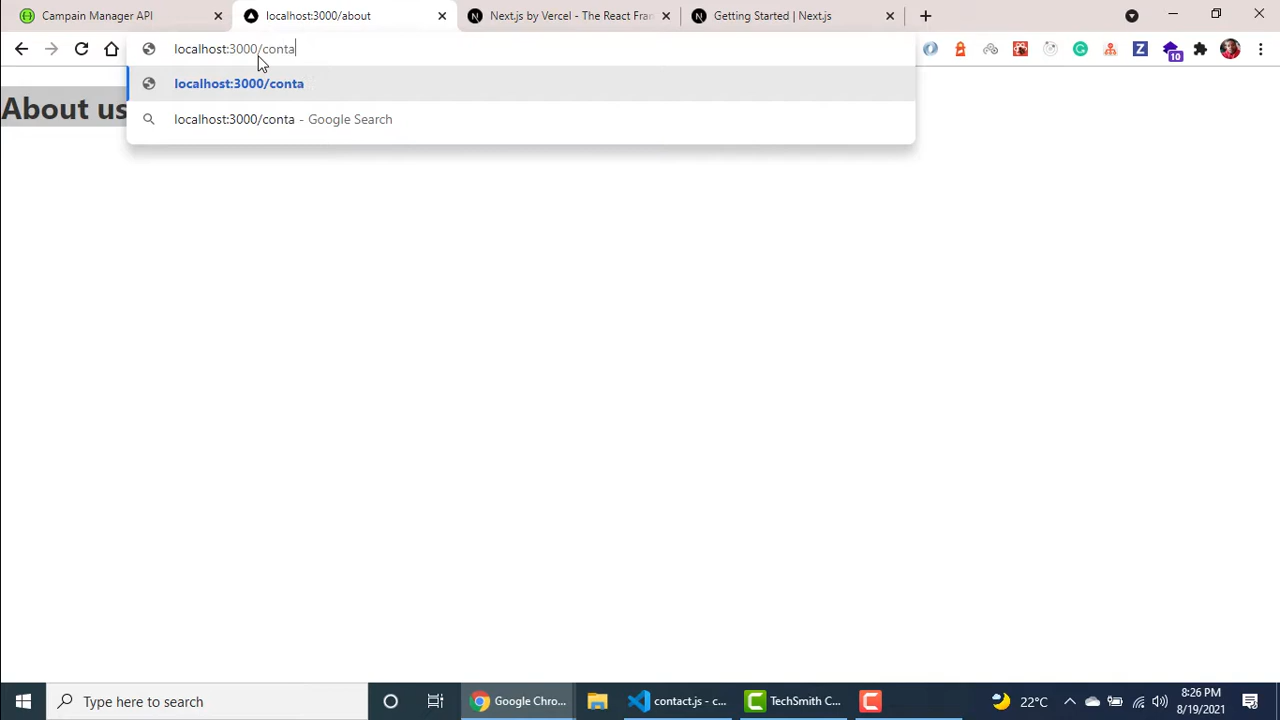 Campain Manager API
localhost:3000/about
Next.js by Vercel - The React Fran
Getting Started | Next.js
localhost:3000/conta
10
localhost:3000/conta
localhost:3000/conta - Google Search
About us
Type here to search
Google Chro...
contact.js - c...
TechSmith C...
22°C
8:26 PM
8/19/2021